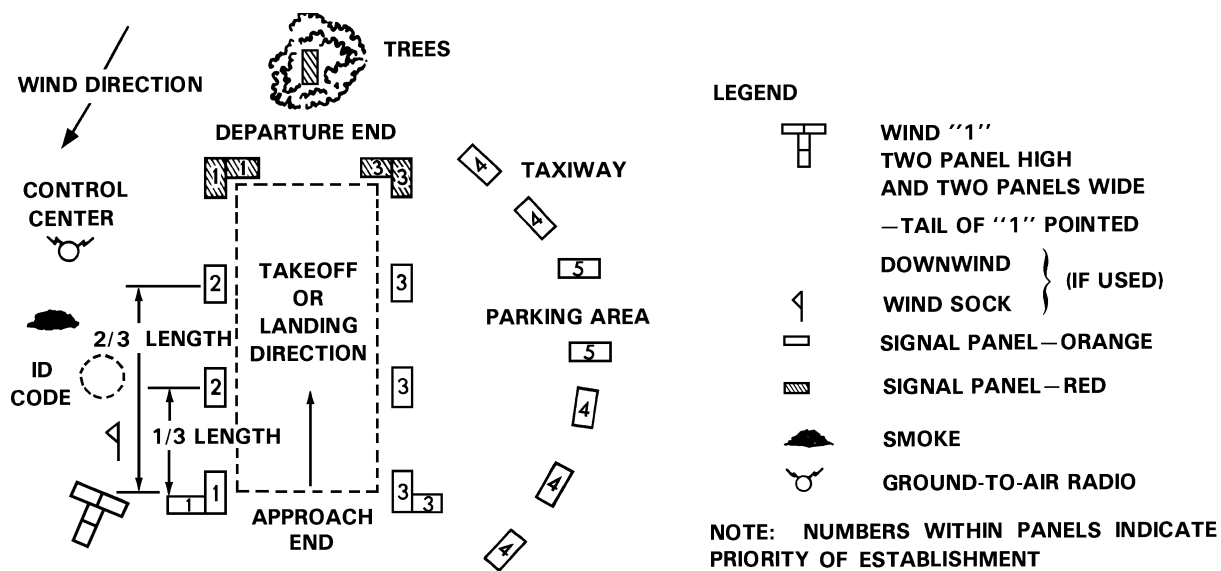 TREES
WIND DIRECTION
DEPARTURE END
1 1 3 3
4
TAXIWAY
CONTROL
CENTER
4
2 3
TAKEOFF
OR
LANDING
DIRECTION
5
PARKING AREA
2/3 LENGTH
5
ID
CODE
2 3
4
1/3 LENGTH
1 1 3 3
4
APPROACH
END
4
LEGEND
WIND "1"
TWO PANEL HIGH
AND TWO PANELS WIDE
—TAIL OF "1" POINTED
DOWNWIND
(IF USED)
WIND SOCK
SIGNAL PANEL—ORANGE
SIGNAL PANEL—RED
SMOKE
GROUND-TO-AIR RADIO
NOTE: NUMBERS WITHIN PANELS INDICATE
PRIORITY OF ESTABLISHMENT